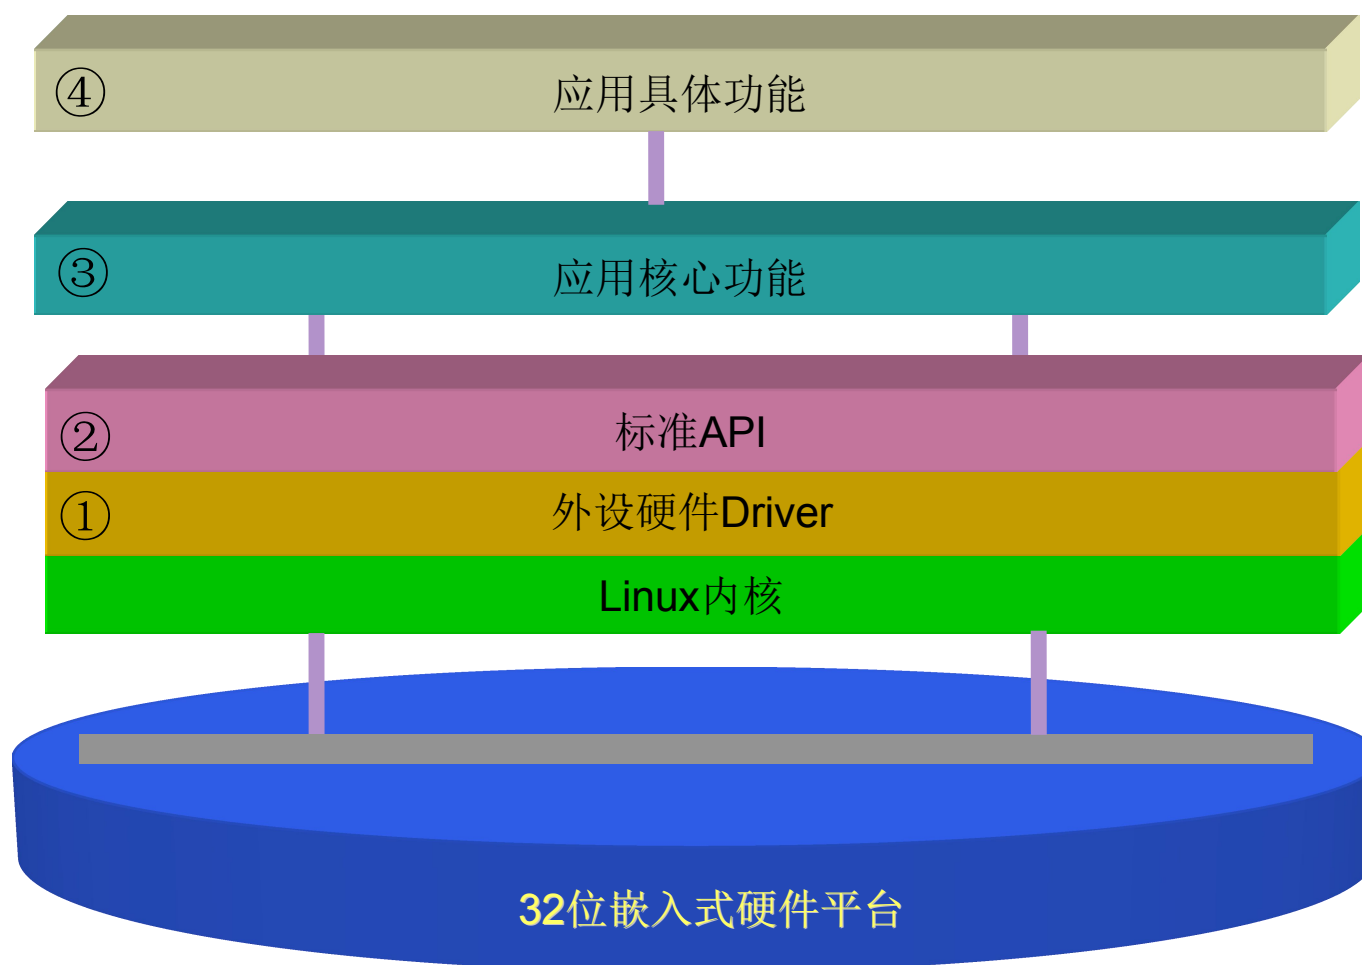 ④ 应用具体功能
③ 应用核心功能
② 标准API
① 外设硬件Driver
Linux内核
32位嵌入式硬件平台